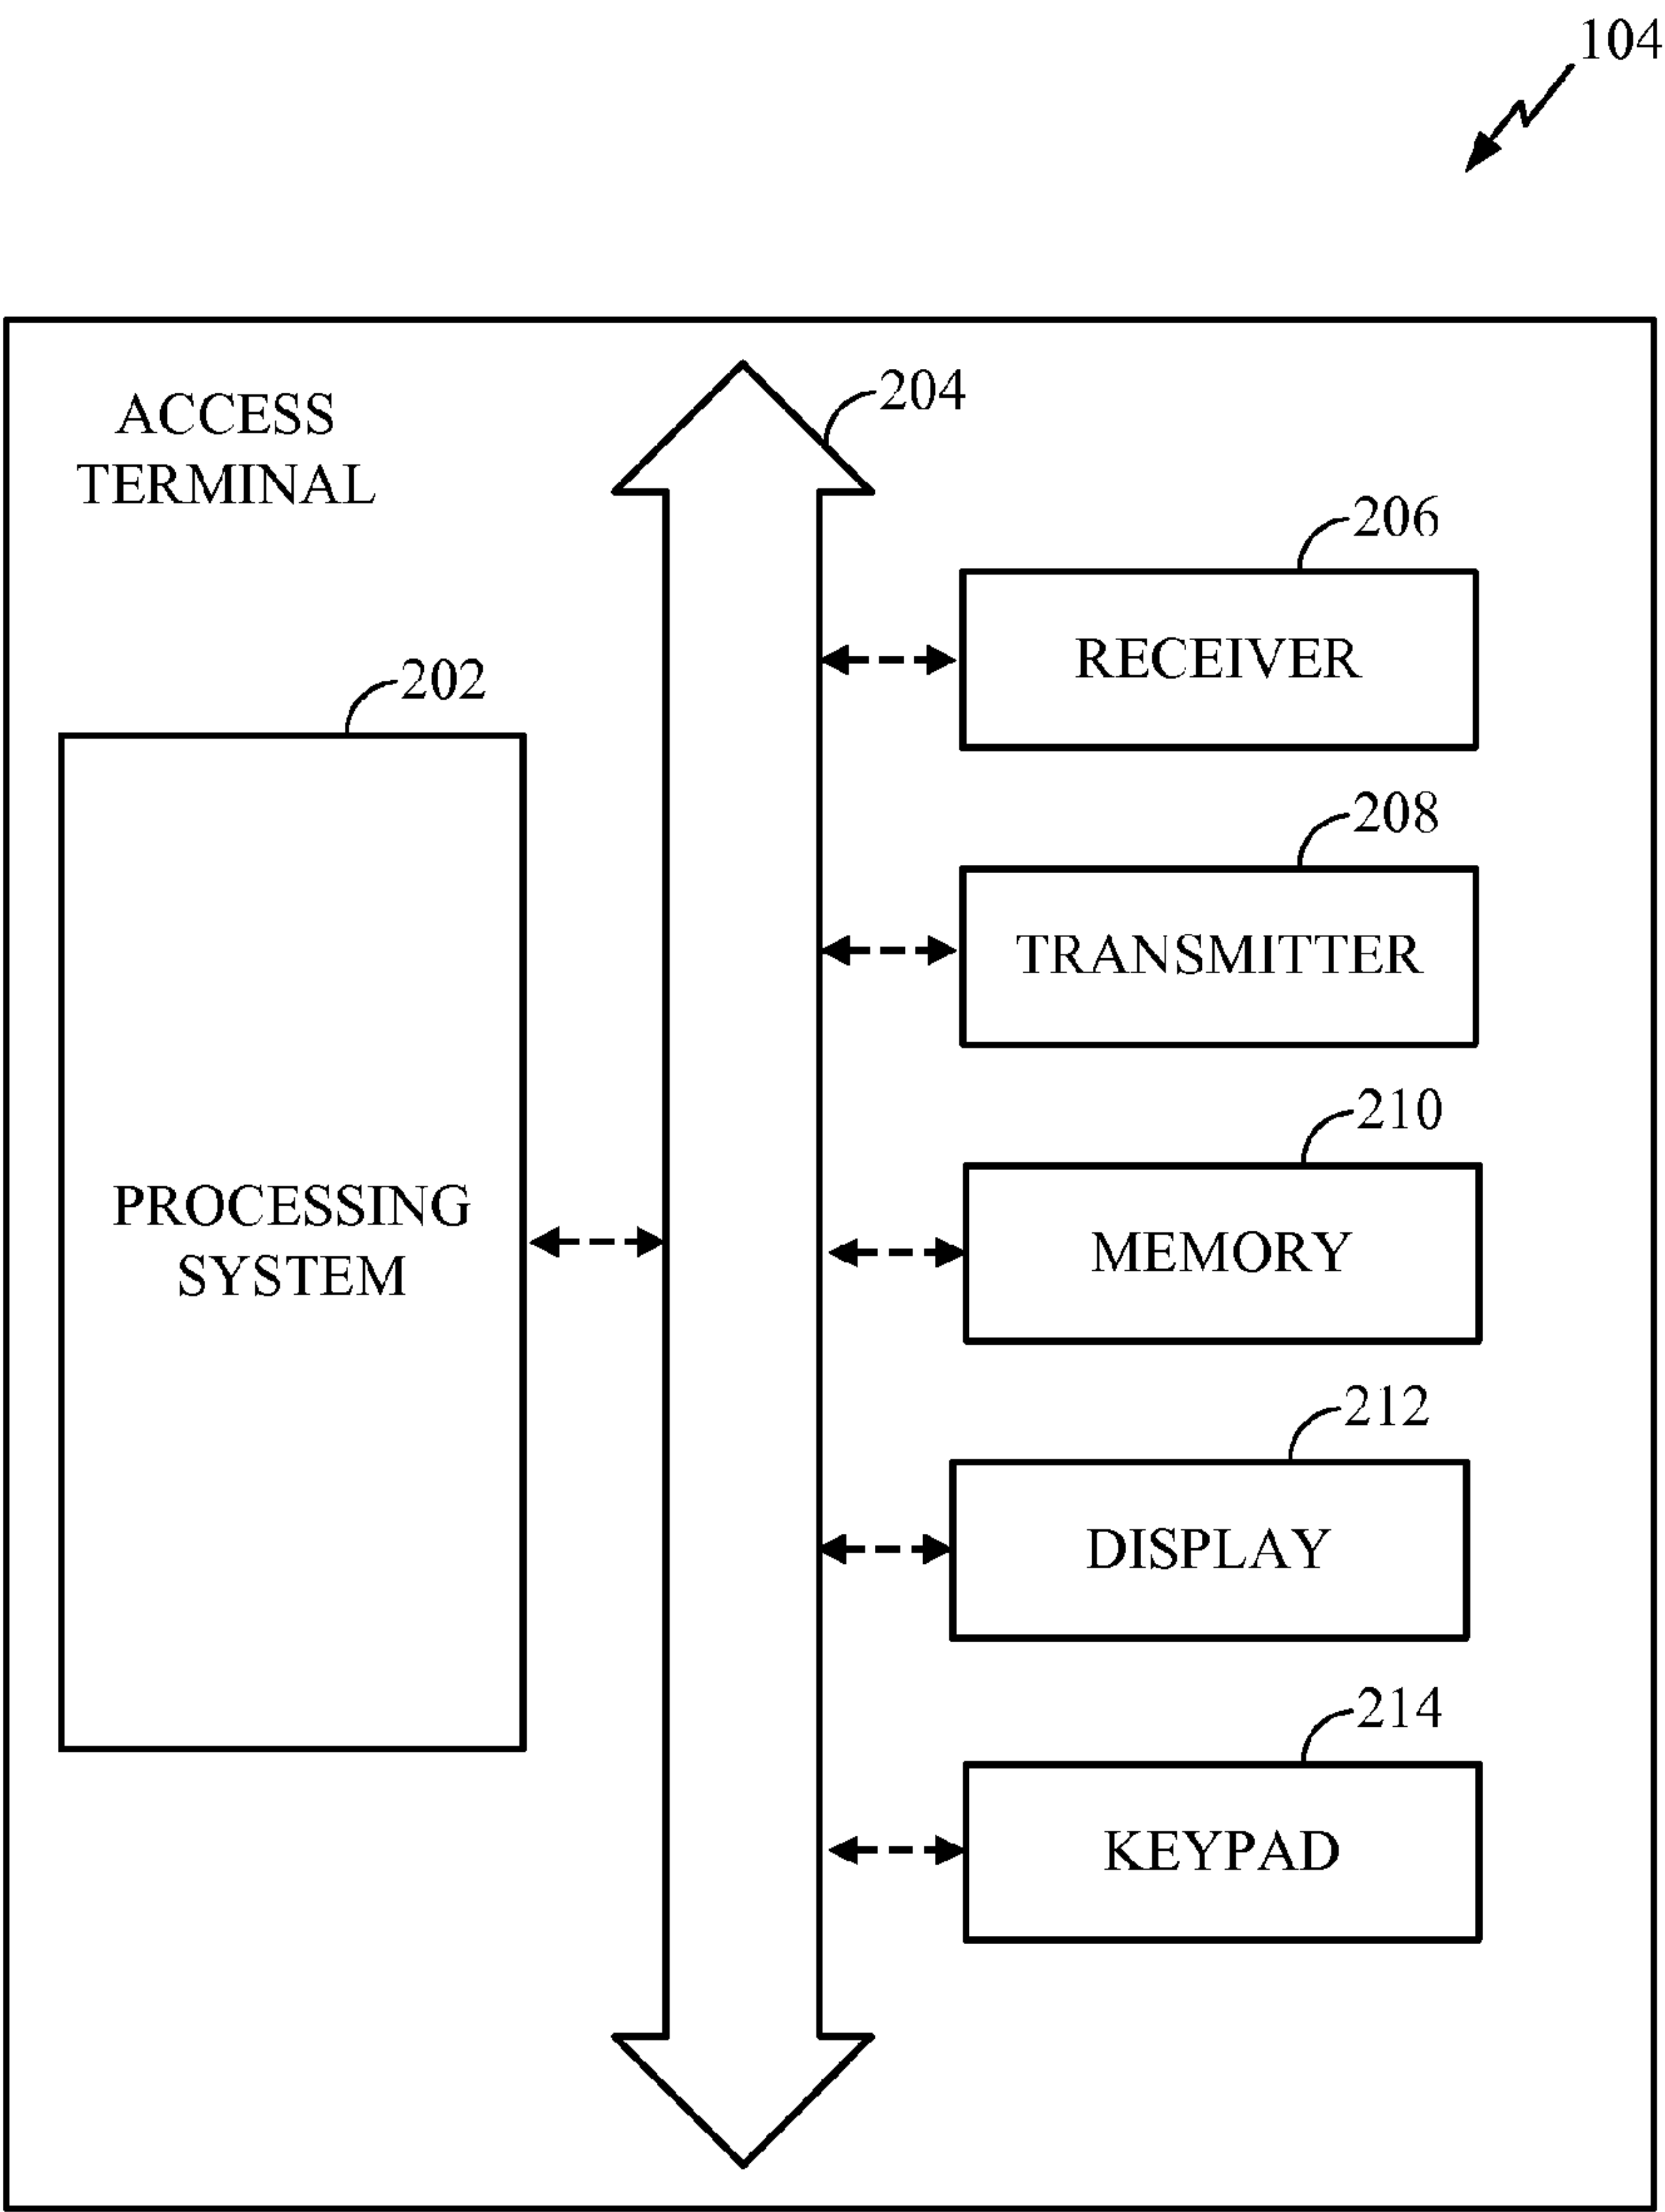 104
ACCESS
TERMINAL
204
206
RECEIVER
202
208
TRANSMITTER
210
PROCESSING
SYSTEM
MEMORY
212
DISPLAY
214
KEYPAD